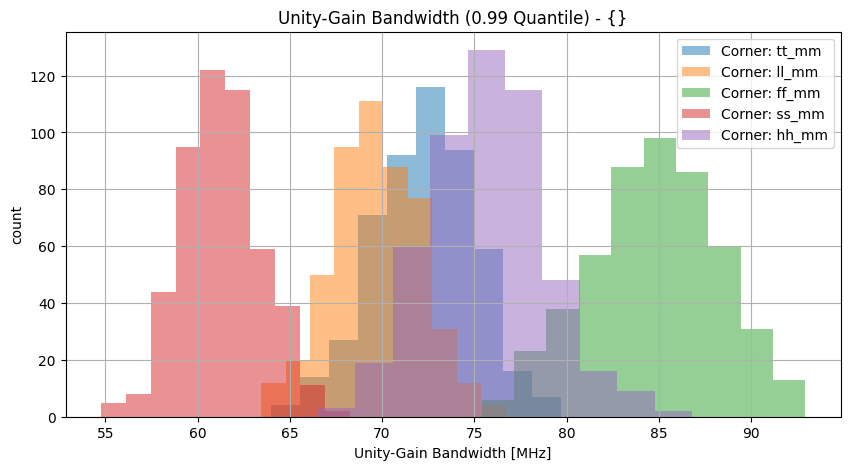 Unity-Gain Bandwidth (0.99 Quantile) - {}
Corner: tt_mm
Corner: ll_mm
Corner: ff_mm
Corner: ss_mm
Corner: hh_mm
120
100
80
60
40
20
0
count
55 60 65 70 75 80 85 90
Unity-Gain Bandwidth [MHz]